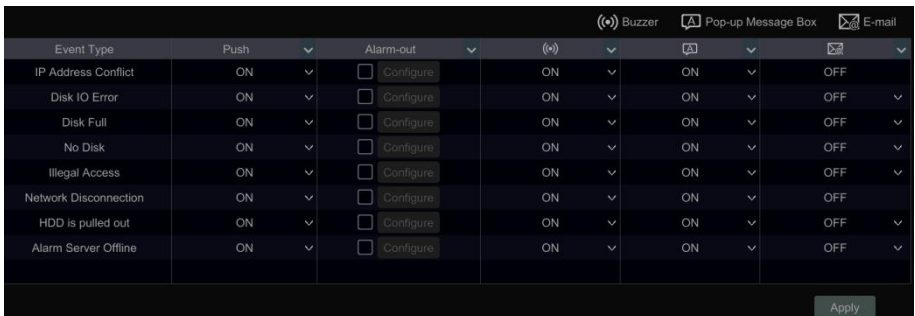 Buzzer Pop-up Message Box E-mail
Event Type Push Alarm-out
IP Address Conflict ON Configure ON ON OFF
Disk IO Error ON Configure ON ON OFF
Disk Full ON Configure ON ON OFF
No Disk ON Configure ON ON OFF
Illegal Access ON Configure ON ON OFF
Network Disconnection ON Configure ON ON OFF
HDD is pulled out ON Configure ON ON OFF
Alarm Server Offline ON Configure ON ON OFF
Apply